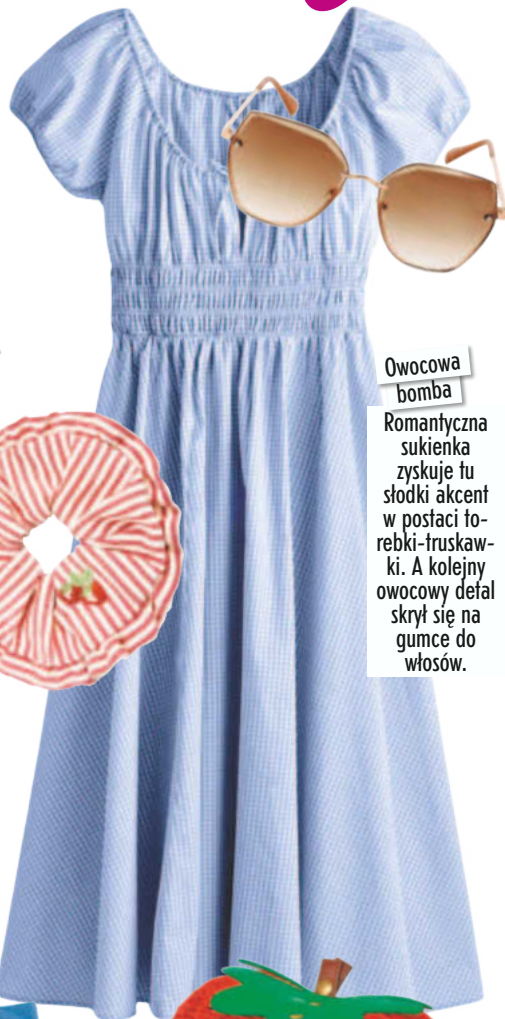 Owocowa
bomba
Romantyczna
sukienka
zyskuje tu
słodki akcent
w postaci to-
rebki-truskaw-
ki. A kolejny
owocowy detal
skrył się na
gumce do
włosów.